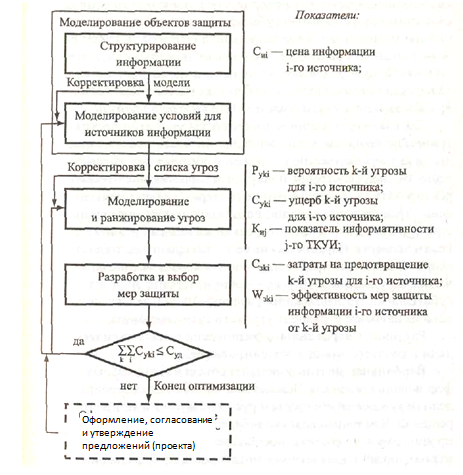 Моделирование объектов защиты
Структурирование
информации
Корректировка модели
Моделирование условий для
источников информации
Корректировка списка угроз
Моделирование
и ранжирование угроз
Разработка и выбор
мер защиты
да
∑∑Cуki ≤ Cуд
k i
нет Конец оптимизации
Оформление, согласование
и утверждение
предложений (проекта)
Показатели:
Cиi — цена информации
i-го источника;
Pуki — вероятность k-й угрозы
для i-го источника;
Cуki — ущерб k-й угрозы
для i-го источника;
Kиj — показатель информативности
j-го ТКУИ;
Cзki — затраты на предотвращение
k-й угрозы для i-го источника;
Wзki — эффективность мер защиты
информации i-го источника
от k-й угрозы